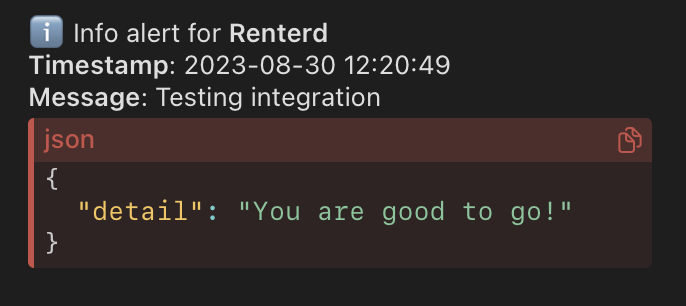 ℹ️ Info alert for Renterd
Timestamp: 2023-08-30 12:20:49
Message: Testing integration
json
{
  "detail": "You are good to go!"
}